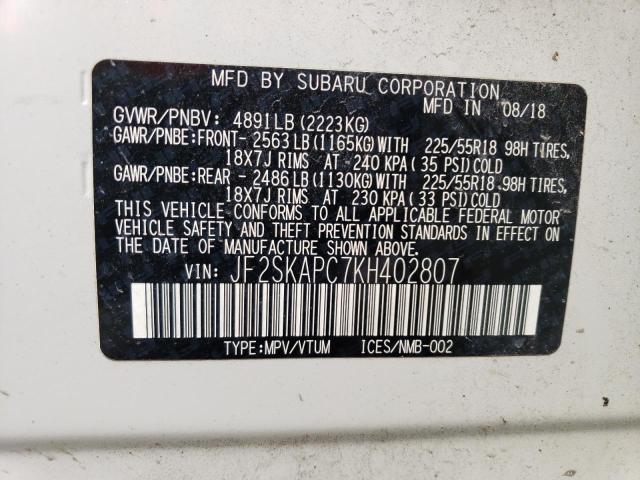 MFD BY SUBARU CORPORATION
MFD IN 08/18
GVWR/PNBV: 4891LB (2223KG)
GAWR/PNBE:FRONT- 2563LB (1165KG) WITH 225/55R18 98H TIRES,
18X7J RIMS AT 240 KPA (35 PSI) COLD
GAWR/PNBE:REAR - 2486LB (1130KG) WITH 225/55R18 98H TIRES,
18X7J RIMS AT 230 KPA (33 PSI) COLD
THIS VEHICLE CONFORMS TO ALL APPLICABLE FEDERAL MOTOR
VEHICLE SAFETY AND THEFT PREVENTION STANDARDS IN EFFECT
ON THE DATE OF MANUFACTURE SHOWN ABOVE.
VIN: JF2SKAPC7KH402807
TYPE:MPV/VTUM ICES/NMB-002